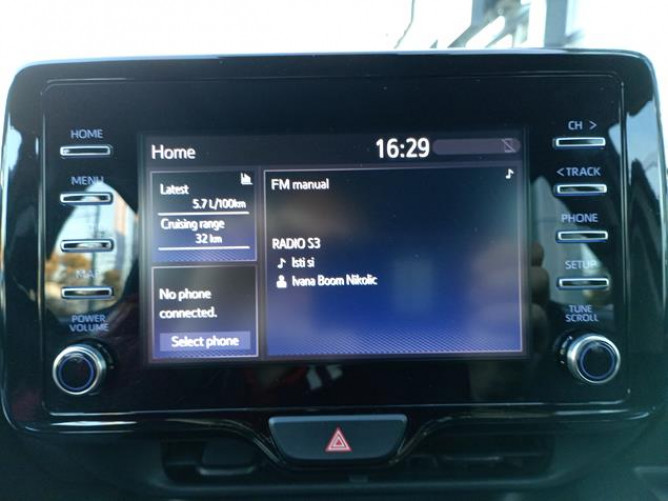 HOME
MENU
POWER
VOLUME
Home
16:29
Latest
5.7 L/100km
Cruising range
32 km
No phone
connected.
Select phone
FM manual
RADIO S3
Isti si
Ivana Boom Nikolic
CH >
< TRACK
PHONE
SETUP
TUNE
SCROLL